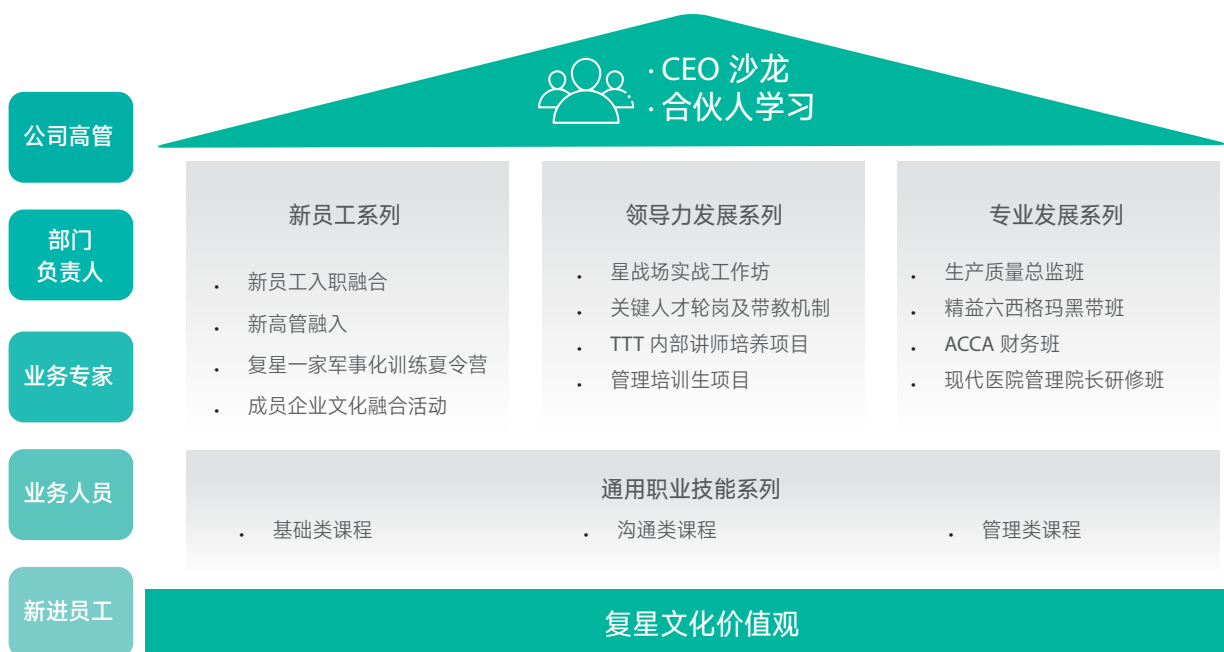 · CEO 沙龙
· 合伙人学习
公司高管
部门
负责人
业务专家
业务人员
新进员工
新员工系列
· 新员工入职融合
· 新高管融入
· 复星一家军事化训练夏令营
· 成员企业文化融合活动
领导力发展系列
· 星战场实战工作坊
· 关键人才轮岗及带教机制
· TTT 内部讲师培养项目
· 管理培训生项目
专业发展系列
· 生产质量总监班
· 精益六西格玛黑带班
· ACCA 财务班
· 现代医院管理院长研修班
通用职业技能系列
· 基础类课程
· 沟通类课程
· 管理类课程
复星文化价值观